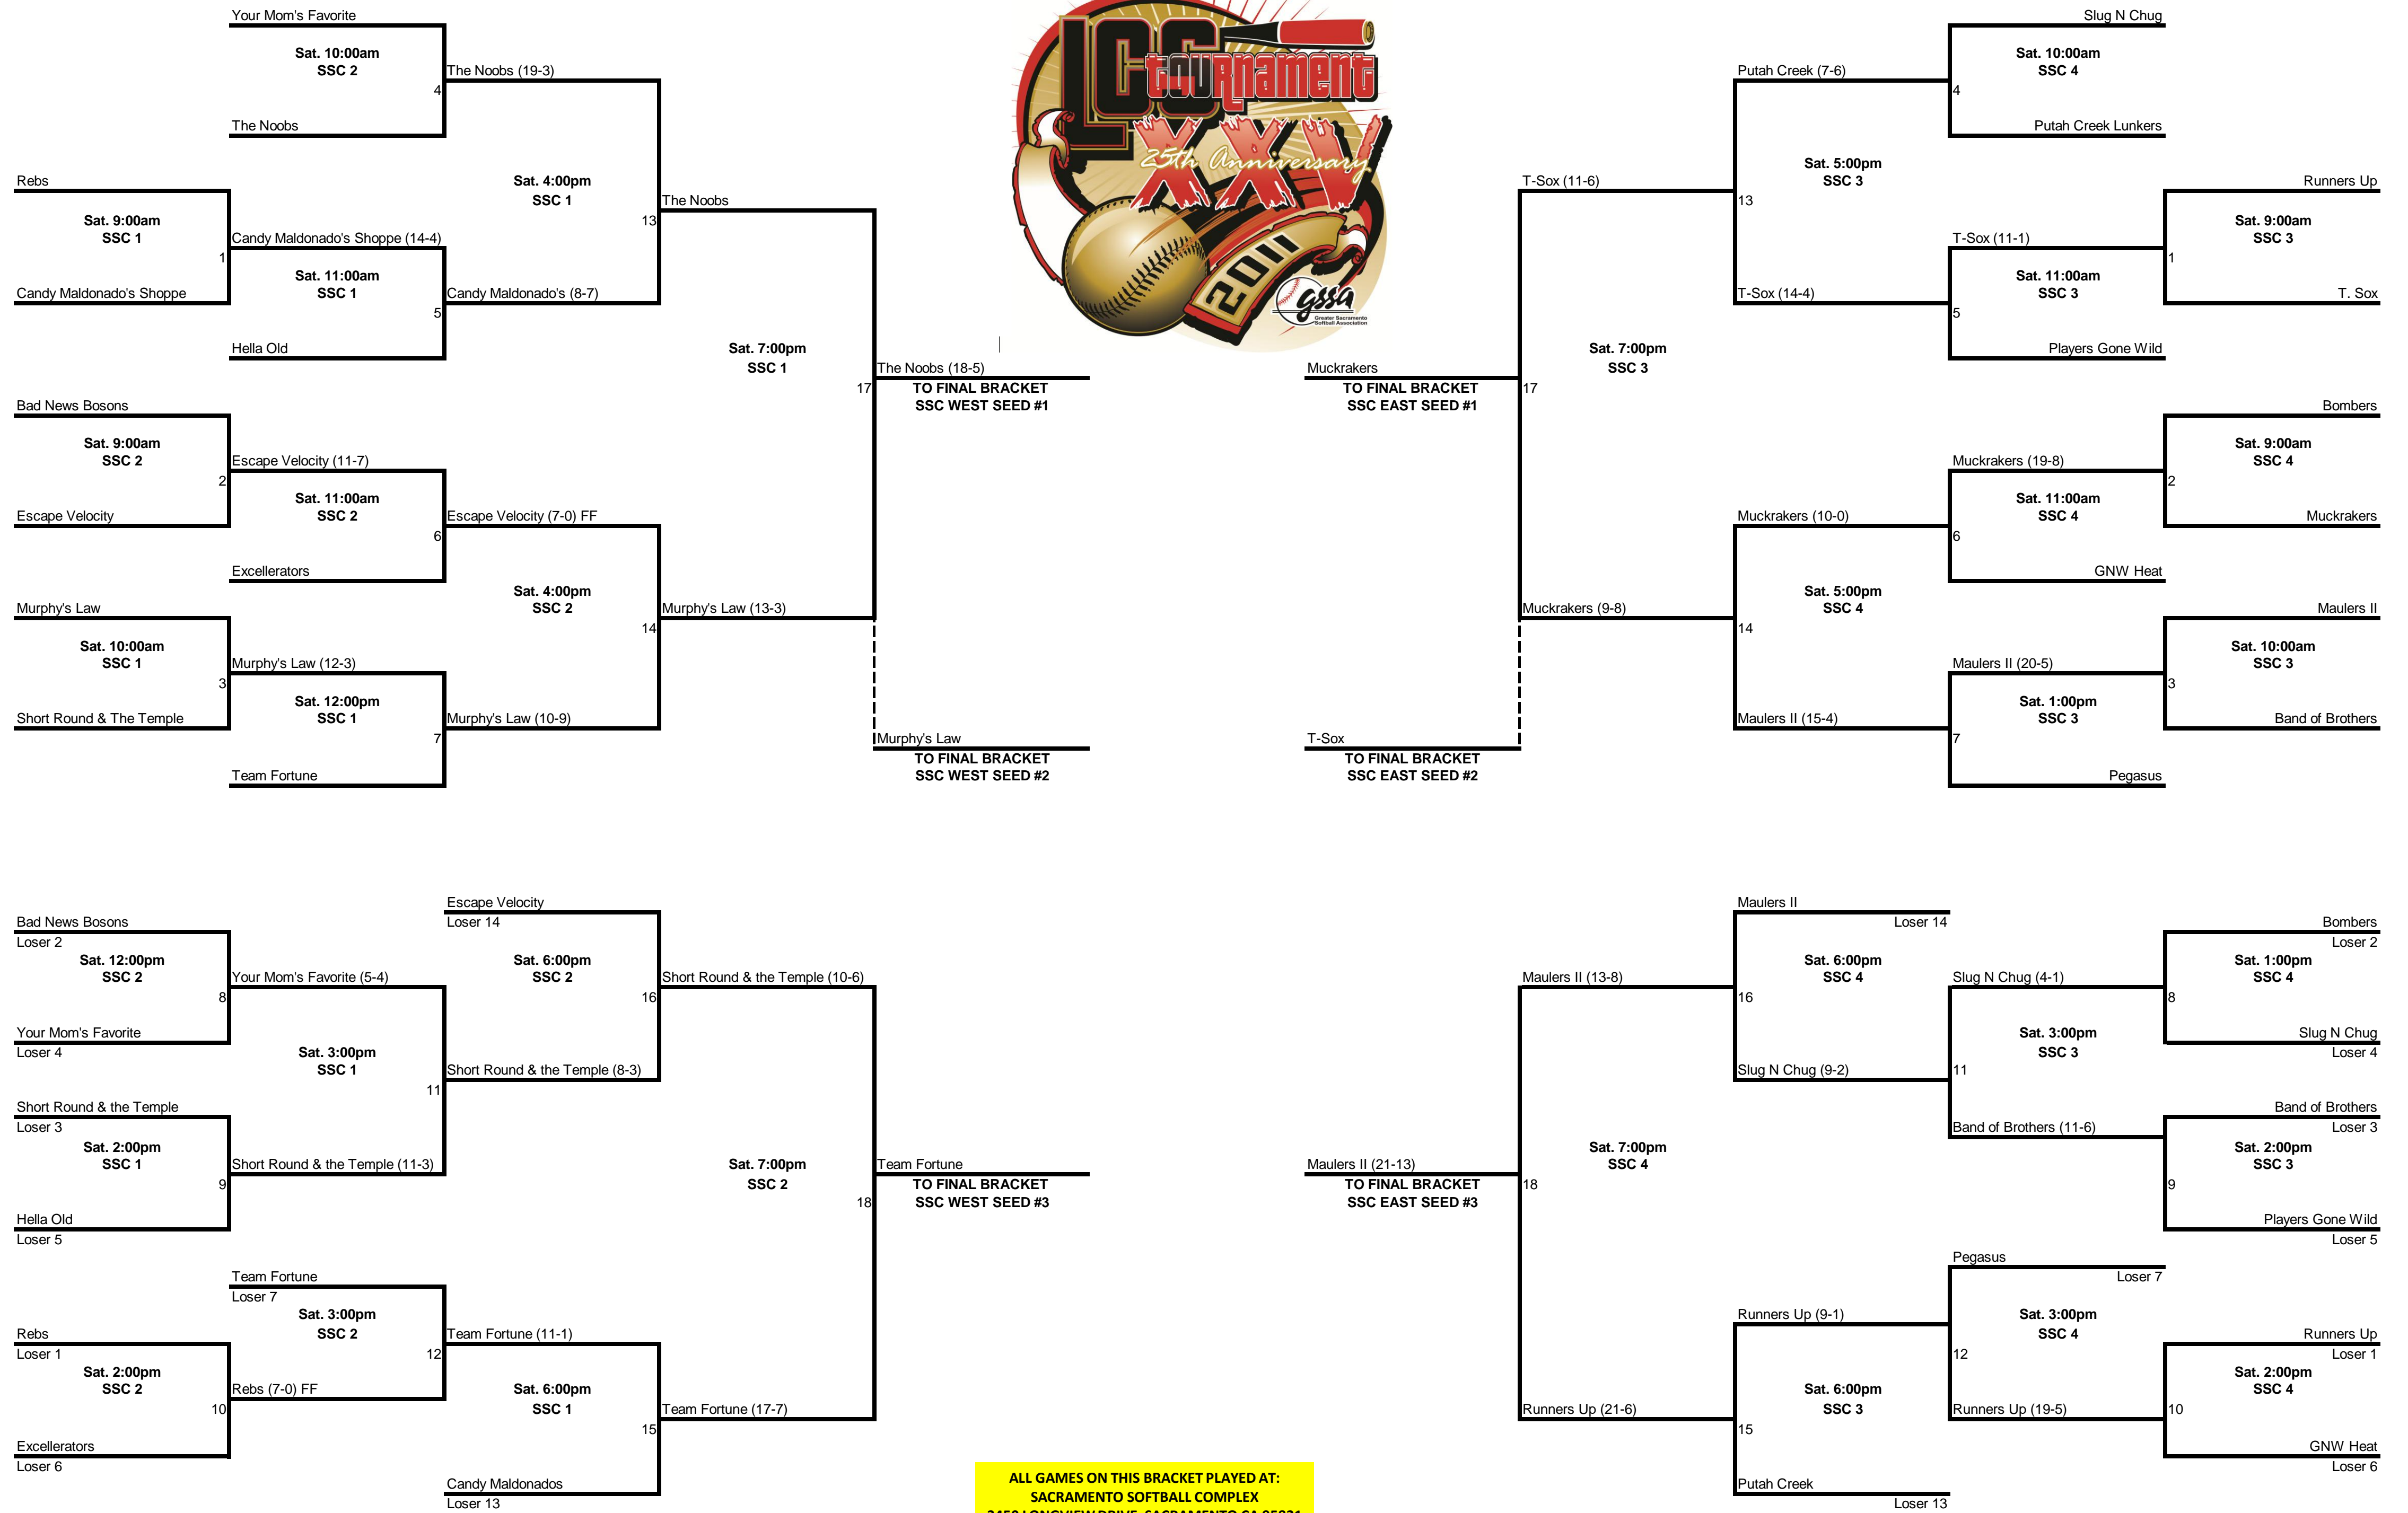 LCS
tournament
XXV
25th Anniversary
2011
gssa
Greater Sacramento
Softball Association
Your Mom's Favorite
Sat. 10:00am
SSC 2
4
The Noobs
The Noobs (19-3)
Rebs
Sat. 9:00am
SSC 1
1
Candy Maldonado's Shoppe
Candy Maldonado's Shoppe (14-4)
Sat. 11:00am
SSC 1
5
Hella Old
Candy Maldonado's (8-7)
Sat. 4:00pm
SSC 1
13
The Noobs
Bad News Bosons
Sat. 9:00am
SSC 2
2
Escape Velocity
Escape Velocity (11-7)
Sat. 11:00am
SSC 2
6
Excellerators
Escape Velocity (7-0) FF
Murphy's Law
Sat. 10:00am
SSC 1
3
Short Round & The Temple
Murphy's Law (12-3)
Sat. 12:00pm
SSC 1
7
Team Fortune
Murphy's Law (10-9)
Sat. 4:00pm
SSC 2
14
Murphy's Law (13-3)
Sat. 7:00pm
SSC 1
17
The Noobs (18-5)
TO FINAL BRACKET
SSC WEST SEED #1
Murphy's Law
TO FINAL BRACKET
SSC WEST SEED #2
Slug N Chug
Sat. 10:00am
SSC 4
4
Putah Creek Lunkers
Putah Creek (7-6)
Runners Up
Sat. 9:00am
SSC 3
1
T. Sox
T-Sox (11-1)
Sat. 11:00am
SSC 3
5
Players Gone Wild
T-Sox (14-4)
Sat. 5:00pm
SSC 3
13
T-Sox (11-6)
Bombers
Sat. 9:00am
SSC 4
2
Muckrakers
Muckrakers (19-8)
Sat. 11:00am
SSC 4
6
GNW Heat
Muckrakers (10-0)
Maulers II
Sat. 10:00am
SSC 3
3
Band of Brothers
Maulers II (20-5)
Sat. 1:00pm
SSC 3
7
Pegasus
Maulers II (15-4)
Sat. 5:00pm
SSC 4
14
Muckrakers (9-8)
Sat. 7:00pm
SSC 3
17
Muckrakers
TO FINAL BRACKET
SSC EAST SEED #1
T-Sox
TO FINAL BRACKET
SSC EAST SEED #2
Bad News Bosons
Loser 2
Sat. 12:00pm
SSC 2
8
Your Mom's Favorite
Loser 4
Your Mom's Favorite (5-4)
Short Round & the Temple
Loser 3
Sat. 2:00pm
SSC 1
9
Hella Old
Loser 5
Short Round & the Temple (11-3)
Sat. 3:00pm
SSC 1
11
Short Round & the Temple (8-3)
Escape Velocity
Loser 14
Sat. 6:00pm
SSC 2
16
Short Round & the Temple (10-6)
Team Fortune
Loser 7
Sat. 3:00pm
SSC 2
12
Rebs
Loser 1
Sat. 2:00pm
SSC 2
10
Excellerators
Loser 6
Rebs (7-0) FF
Team Fortune (11-1)
Sat. 6:00pm
SSC 1
15
Candy Maldonados
Loser 13
Team Fortune (17-7)
Sat. 7:00pm
SSC 2
18
Team Fortune
TO FINAL BRACKET
SSC WEST SEED #3
Bombers
Loser 2
Sat. 1:00pm
SSC 4
8
Slug N Chug
Loser 4
Slug N Chug (4-1)
Band of Brothers
Loser 3
Sat. 2:00pm
SSC 3
9
Players Gone Wild
Loser 5
Band of Brothers (11-6)
Sat. 3:00pm
SSC 3
11
Slug N Chug (9-2)
Maulers II
Loser 14
Sat. 6:00pm
SSC 4
16
Maulers II (13-8)
Pegasus
Loser 7
Sat. 3:00pm
SSC 4
12
Runners Up
Loser 1
Sat. 2:00pm
SSC 4
10
GNW Heat
Loser 6
Runners Up (19-5)
Runners Up (9-1)
Sat. 6:00pm
SSC 3
15
Putah Creek
Loser 13
Runners Up (21-6)
Sat. 7:00pm
SSC 4
18
Maulers II (21-13)
TO FINAL BRACKET
SSC EAST SEED #3
ALL GAMES ON THIS BRACKET PLAYED AT:
SACRAMENTO SOFTBALL COMPLEX
LONGVIEW DRIVE, SACRAMENTO CA